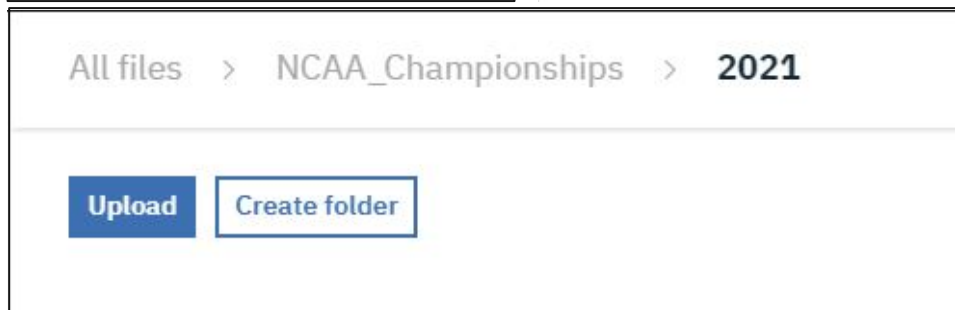 All files > NCAA_Championships > 2021
Upload Create folder